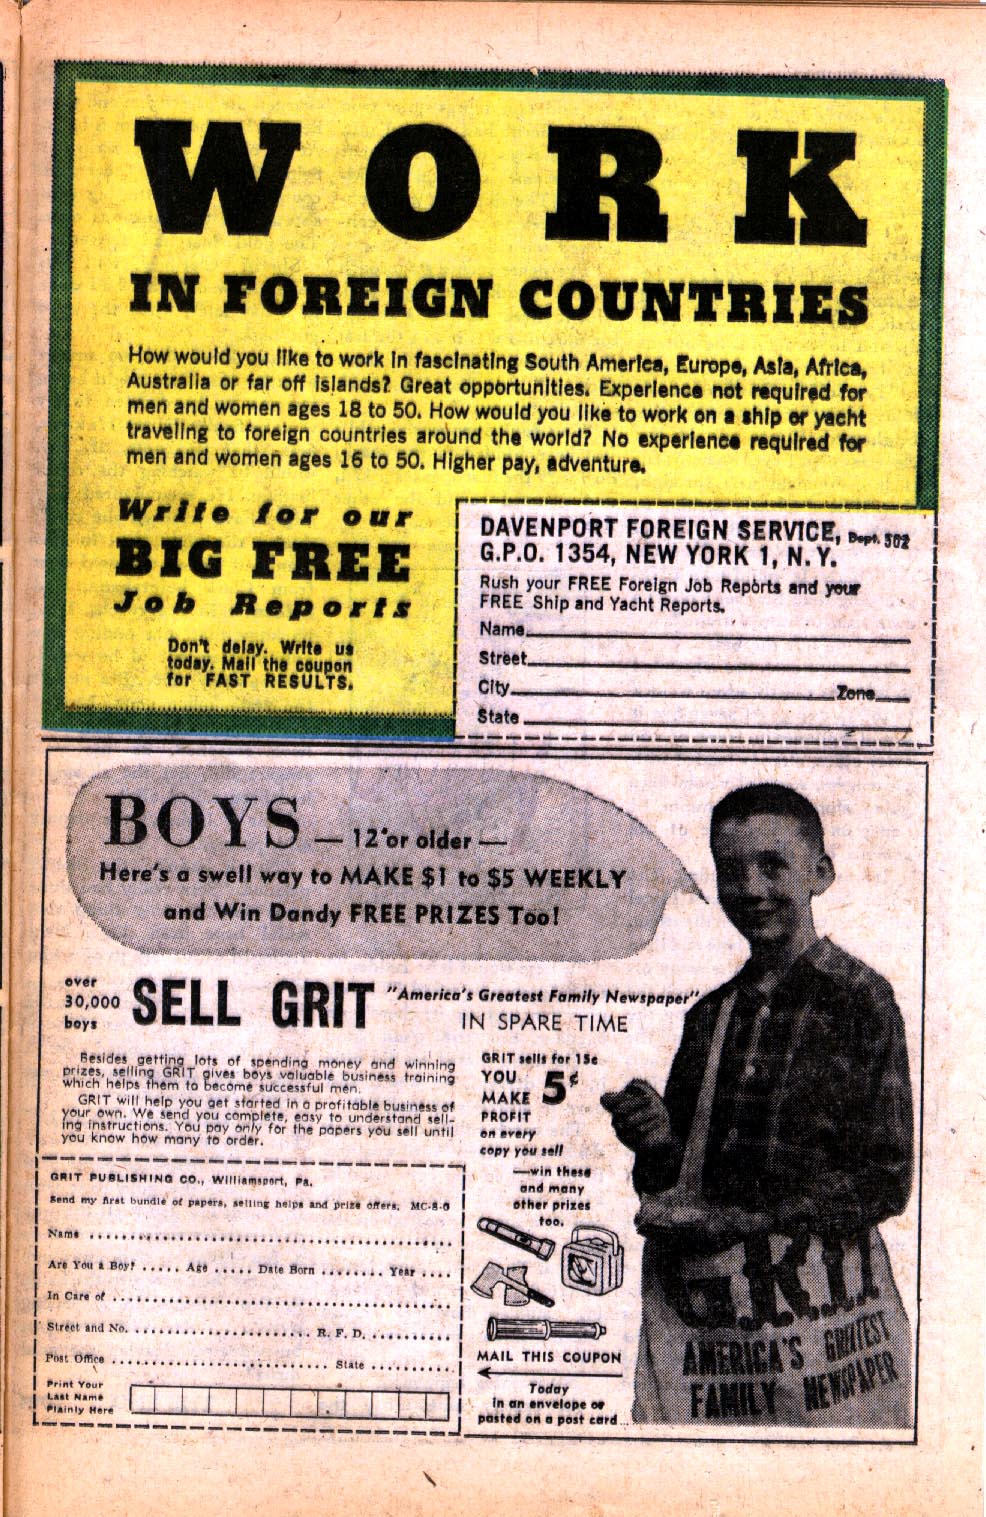 WORK
IN FOREIGN COUNTRIES
How would you like to work in fascinating South America, Europe, Asia, Africa,
Australia or far off islands? Great opportunities. Experience not required for
men and women ages 18 to 50. How would you like to work on a ship or yacht
traveling to foreign countries around the world? No experience required for
men and women ages 16 to 50. Higher pay, adventure.
Write for our
BIG FREE
Job Reports
Don't delay. Write us
today. Mail the coupon
for FAST RESULTS.
DAVENPORT FOREIGN SERVICE, Dept. 502
G.P.O. 1354, NEW YORK 1, N.Y.
Rush your FREE Foreign Job Reports and your
FREE Ship and Yacht Reports.
Name
Street
City Zone
State
BOYS — 12 or older —
Here's a swell way to MAKE $1 to $5 WEEKLY
and Win Dandy FREE PRIZES Too!
over
30,000
boys
SELL GRIT
"America's Greatest Family Newspaper"
IN SPARE TIME
Besides getting lots of spending money and winning
prizes, selling GRIT gives boys valuable business training
which helps them to become successful men.
GRIT will help you get started in a profitable business of
your own. We send you complete, easy to understand sell-
ing instructions. You pay only for the papers you sell until
you know how many to order.
GRIT sells for 15¢
YOU
MAKE 5¢
PROFIT
on every
copy you sell
—win these
and many
other prizes
too.
GRIT PUBLISHING CO., Williamsport, Pa.
Send my first bundle of papers, selling helps and prize offers. MC-8-6
Name
Are You a Boy? ..... Age ..... Date Born ........ Year ....
In Care of
Street and No. R. F. D.
Post Office State
Print Your
Last Name
Plainly Here
MAIL THIS COUPON
Today
in an envelope or
pasted on a post card
GRIT
AMERICA'S GREATEST
FAMILY NEWSPAPER